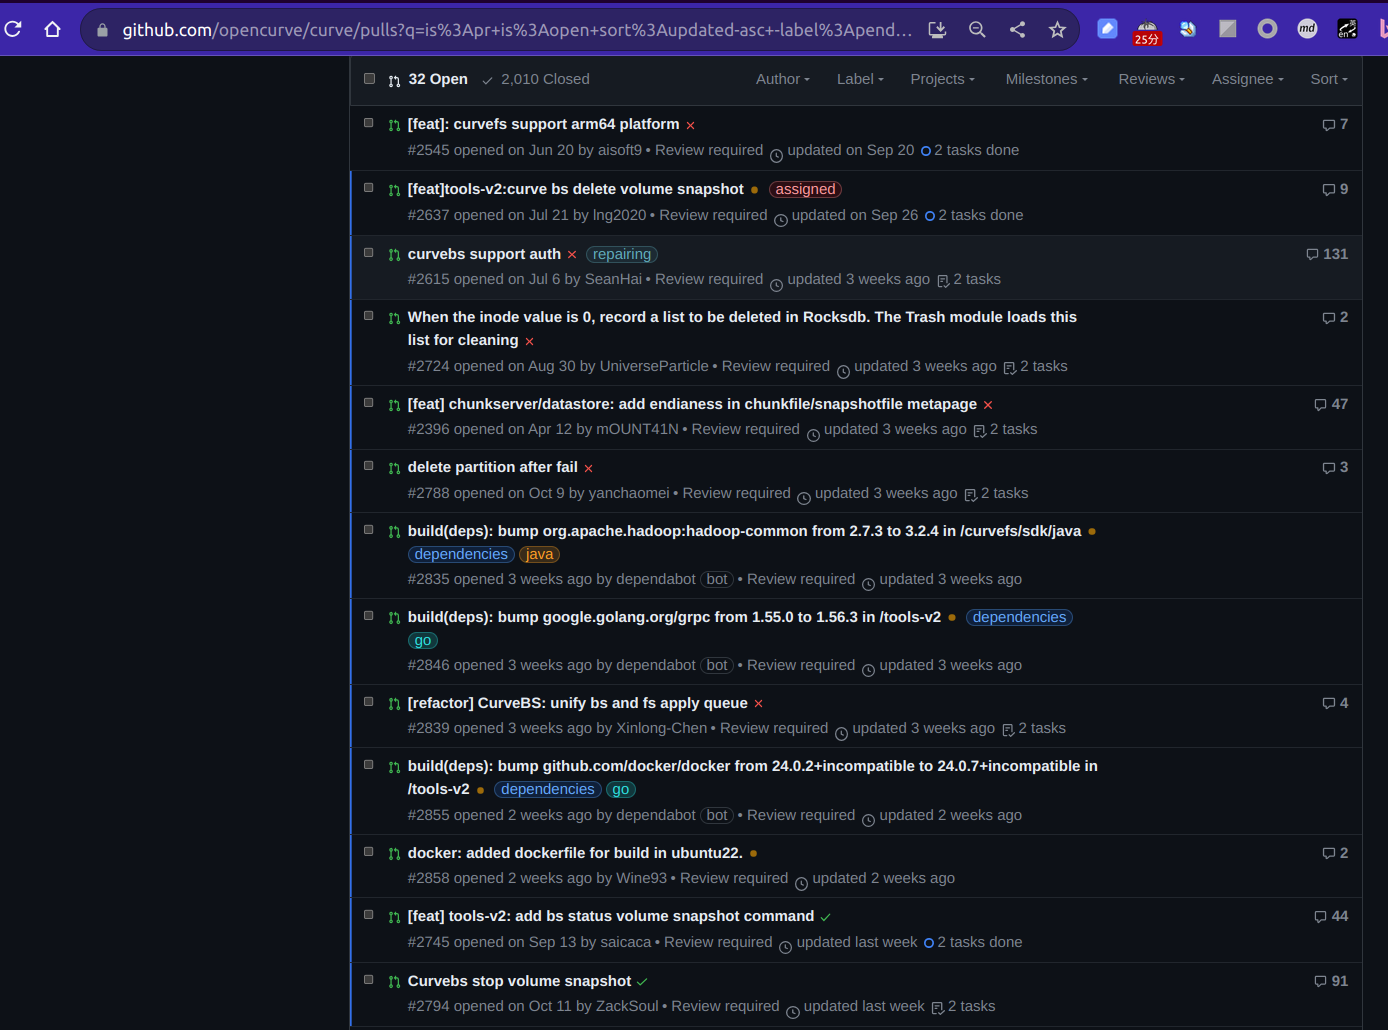 github.com/opencurve/curve/pulls?q=is%3Apr+is%3Aopen+sort%3Aupdated-asc+-label%3Apend...
25分
md
英
en
32 Open 2,010 Closed Author Label Projects Milestones Reviews Assignee Sort
[feat]: curvefs support arm64 platform 7
#2545 opened on Jun 20 by aisoft9 • Review required updated on Sep 20 2 tasks done
[feat]tools-v2:curve bs delete volume snapshot assigned 9
#2637 opened on Jul 21 by lng2020 • Review required updated on Sep 26 2 tasks done
curvebs support auth repairing 131
#2615 opened on Jul 6 by SeanHai • Review required updated 3 weeks ago 2 tasks
When the inode value is 0, record a list to be deleted in Rocksdb. The Trash module loads this 2
list for cleaning
#2724 opened on Aug 30 by UniverseParticle • Review required updated 3 weeks ago 2 tasks
[feat] chunkserver/datastore: add endianess in chunkfile/snapshotfile metapage 47
#2396 opened on Apr 12 by mOUNT41N • Review required updated 3 weeks ago 2 tasks
delete partition after fail 3
#2788 opened on Oct 9 by yanchaomei • Review required updated 3 weeks ago 2 tasks
build(deps): bump org.apache.hadoop:hadoop-common from 2.7.3 to 3.2.4 in /curvefs/sdk/java
dependencies java
#2835 opened 3 weeks ago by dependabot bot • Review required updated 3 weeks ago
build(deps): bump google.golang.org/grpc from 1.55.0 to 1.56.3 in /tools-v2 dependencies
go
#2846 opened 3 weeks ago by dependabot bot • Review required updated 3 weeks ago
[refactor] CurveBS: unify bs and fs apply queue 4
#2839 opened 3 weeks ago by Xinlong-Chen • Review required updated 3 weeks ago 2 tasks
build(deps): bump github.com/docker/docker from 24.0.2+incompatible to 24.0.7+incompatible in
/tools-v2 dependencies go
#2855 opened 2 weeks ago by dependabot bot • Review required updated 2 weeks ago
docker: added dockerfile for build in ubuntu22. 2
#2858 opened 2 weeks ago by Wine93 • Review required updated 2 weeks ago
[feat] tools-v2: add bs status volume snapshot command 44
#2745 opened on Sep 13 by saicaca • Review required updated last week 2 tasks done
Curvebs stop volume snapshot 91
#2794 opened on Oct 11 by ZackSoul • Review required updated last week 2 tasks